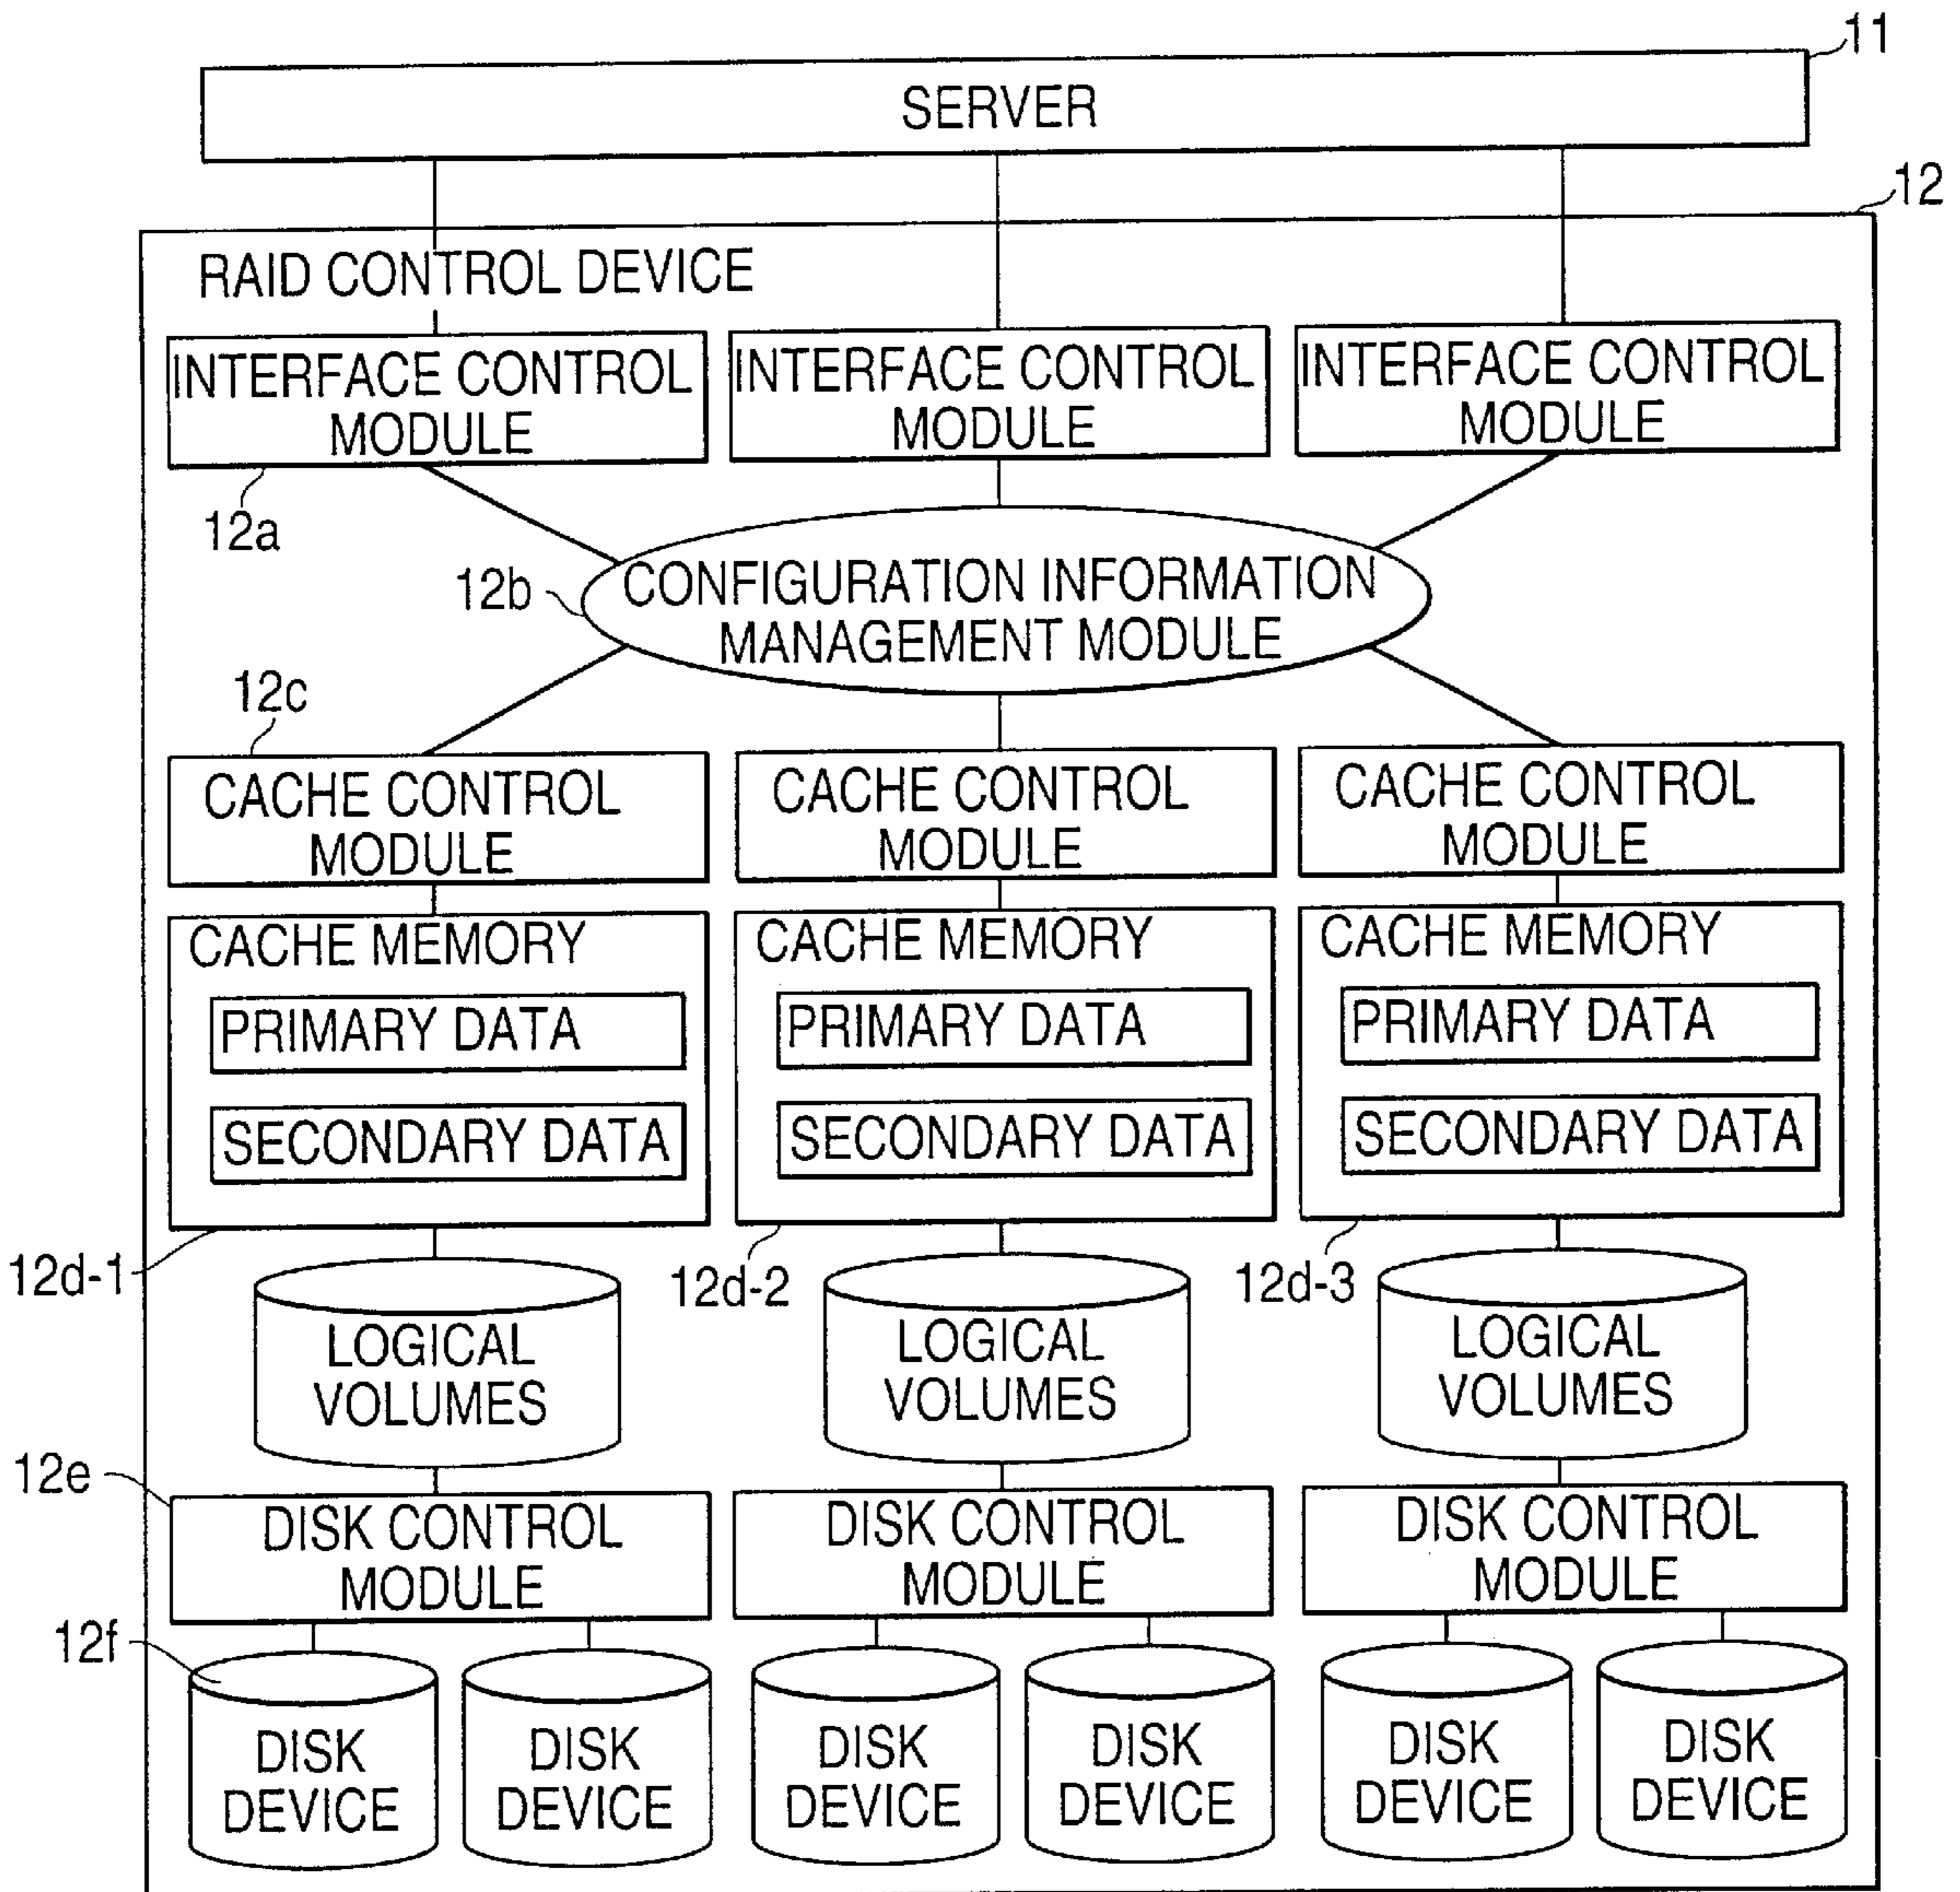 11
SERVER
12
RAID CONTROL DEVICE
INTERFACE CONTROL
MODULE
INTERFACE CONTROL
MODULE
INTERFACE CONTROL
MODULE
12a
12b
CONFIGURATION INFORMATION
MANAGEMENT MODULE
12c
CACHE CONTROL
MODULE
CACHE CONTROL
MODULE
CACHE CONTROL
MODULE
CACHE MEMORY
PRIMARY DATA
SECONDARY DATA
CACHE MEMORY
PRIMARY DATA
SECONDARY DATA
CACHE MEMORY
PRIMARY DATA
SECONDARY DATA
12d-1
12d-2
12d-3
LOGICAL
VOLUMES
LOGICAL
VOLUMES
LOGICAL
VOLUMES
12e
DISK CONTROL
MODULE
DISK CONTROL
MODULE
DISK CONTROL
MODULE
12f
DISK
DEVICE
DISK
DEVICE
DISK
DEVICE
DISK
DEVICE
DISK
DEVICE
DISK
DEVICE